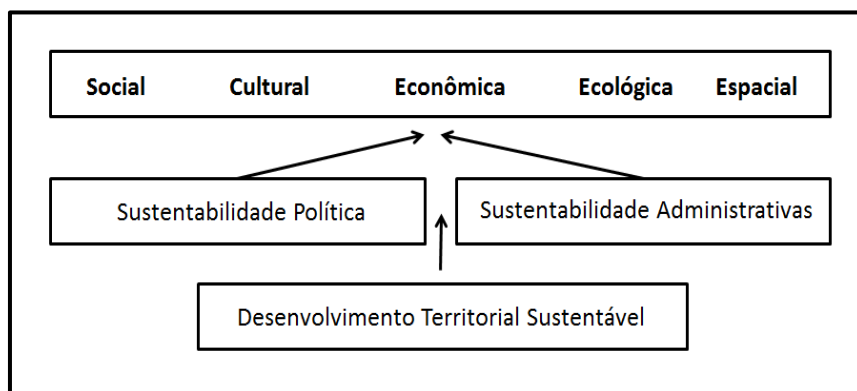 Social Cultural Econômica Ecológica Espacial
Sustentabilidade Política
Sustentabilidade Administrativas
Desenvolvimento Territorial Sustentável